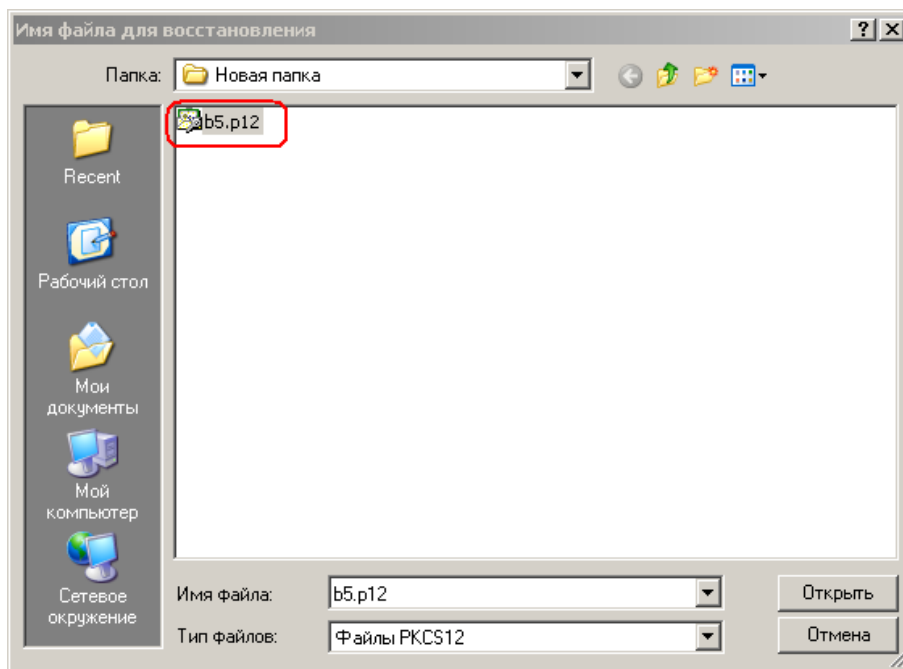 Имя файла для восстановления
Папка:
Новая папка
b5.p12
Recent
Рабочий стол
Мои
документы
Мой
компьютер
Сетевое
окружение
Имя файла:
b5.p12
Открыть
Тип файлов:
Файлы PKCS12
Отмена